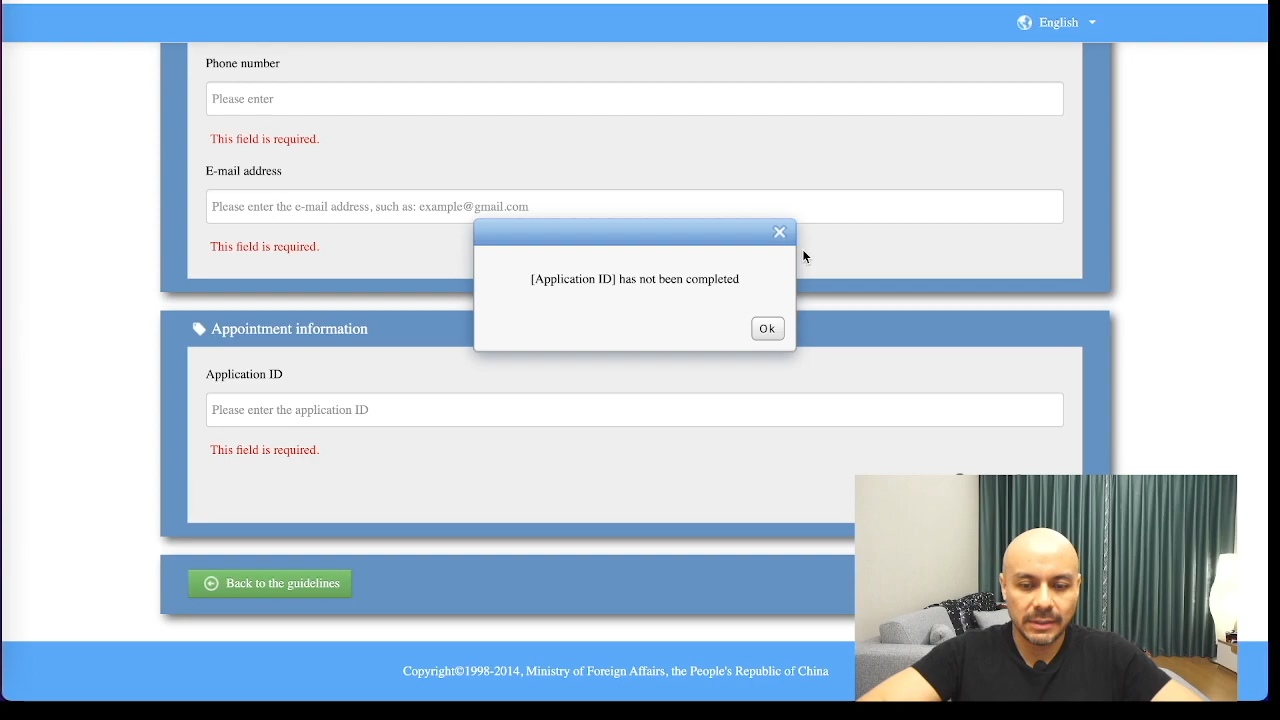 English
Phone number
Please enter
This field is required.
E-mail address
Please enter the e-mail address, such as: example@gmail.com
This field is required.
[Application ID] has not been completed
Ok
Appointment information
Application ID
Please enter the application ID
This field is required.
Back to the guidelines
Copyright©1998-2014, Ministry of Foreign Affairs, the People's Republic of China